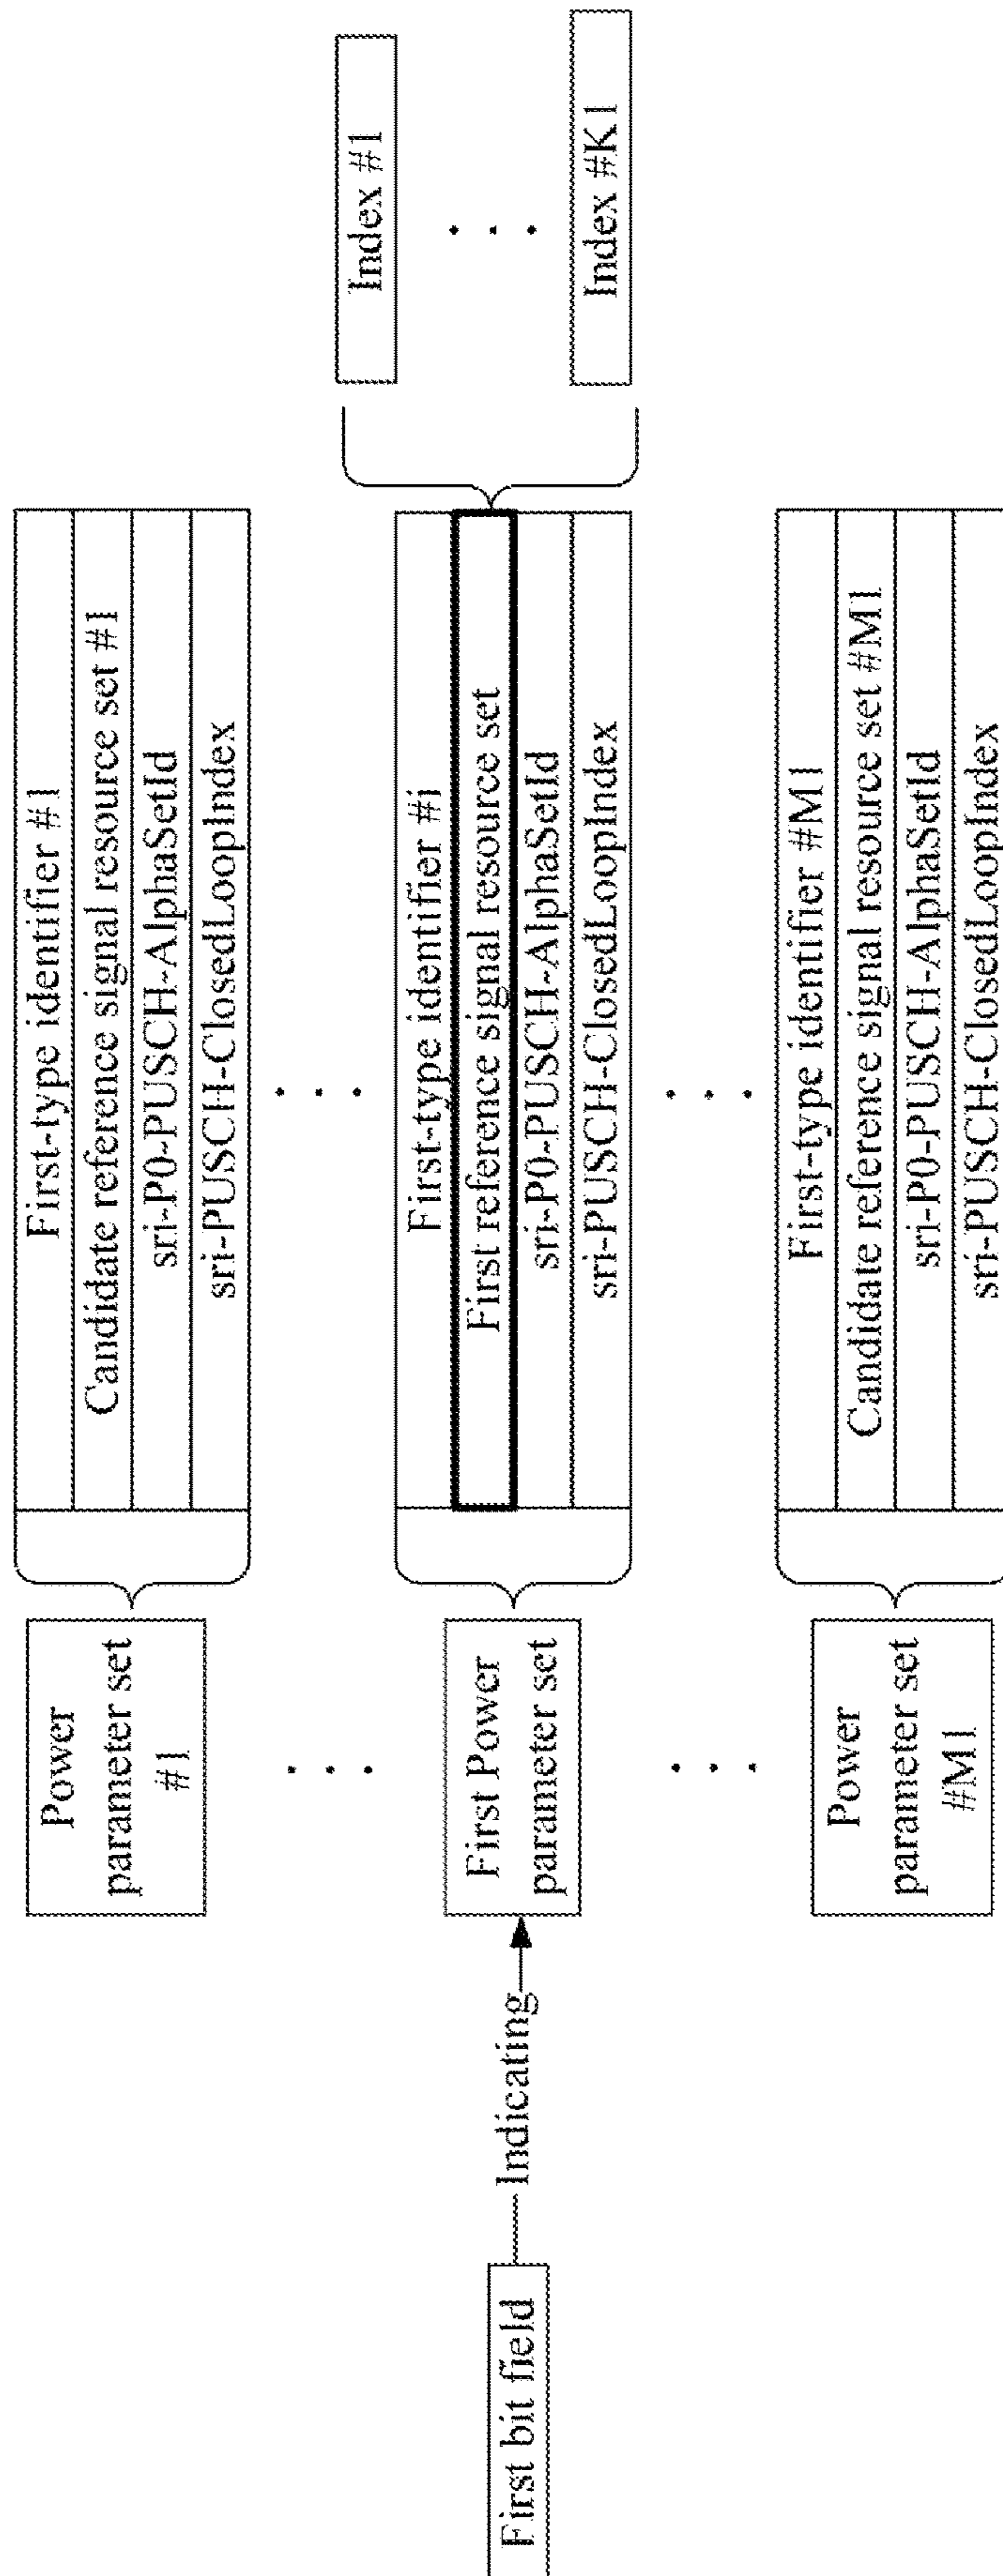 First bit field
Indicating
Power
parameter set
#1
First Power
parameter set
Power
parameter set
#M1
First-type identifier #1
Candidate reference signal resource set #1
sri-P0-PUSCH-AlphaSetId
sri-PUSCH-ClosedLoopIndex
First-type identifier #i
First reference signal resource set
sri-P0-PUSCH-AlphaSetId
sri-PUSCH-ClosedLoopIndex
First-type identifier #M1
Candidate reference signal resource set #M1
sri-P0-PUSCH-AlphaSetId
sri-PUSCH-ClosedLoopIndex
Index #1
Index #K1